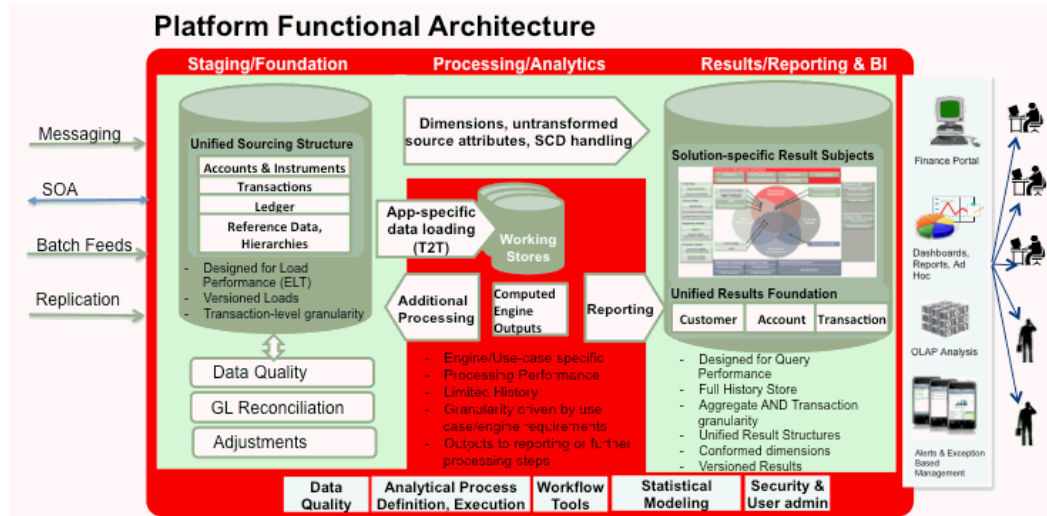 Platform Functional Architecture
Staging/Foundation
Processing/Analytics
Results/Reporting & BI
Messaging
SOA
Batch Feeds
Replication
Unified Sourcing Structure
Accounts & Instruments
Transactions
Ledger
Reference Data,
Hierarchies
- Designed for Load
Performance (ELT)
- Versioned Loads
- Transaction-level granularity
Data Quality
GL Reconciliation
Adjustments
Dimensions, untransformed
source attributes, SCD handling
App-specific
data loading
(T2T)
Working
Stores
Additional
Processing
Computed
Engine
Outputs
Reporting
- Engine/Use-case specific
- Processing Performance
- Limited History
- Granularity driven by use
case/engine requirements
- Outputs to reporting or further
processing steps
Solution-specific Result Subjects
Unified Results Foundation
Customer
Account
Transaction
- Designed for Query
Performance
- Full History Store
- Aggregate AND Transaction
granularity
- Unified Result Structures
- Conformed dimensions
- Versioned Results
Finance Portal
Dashboards,
Reports, Ad
Hoc
OLAP Analysis
Alerts & Exception
Based
Management
Data
Quality
Analytical Process
Definition, Execution
Workflow
Tools
Statistical
Modeling
Security &
User admin